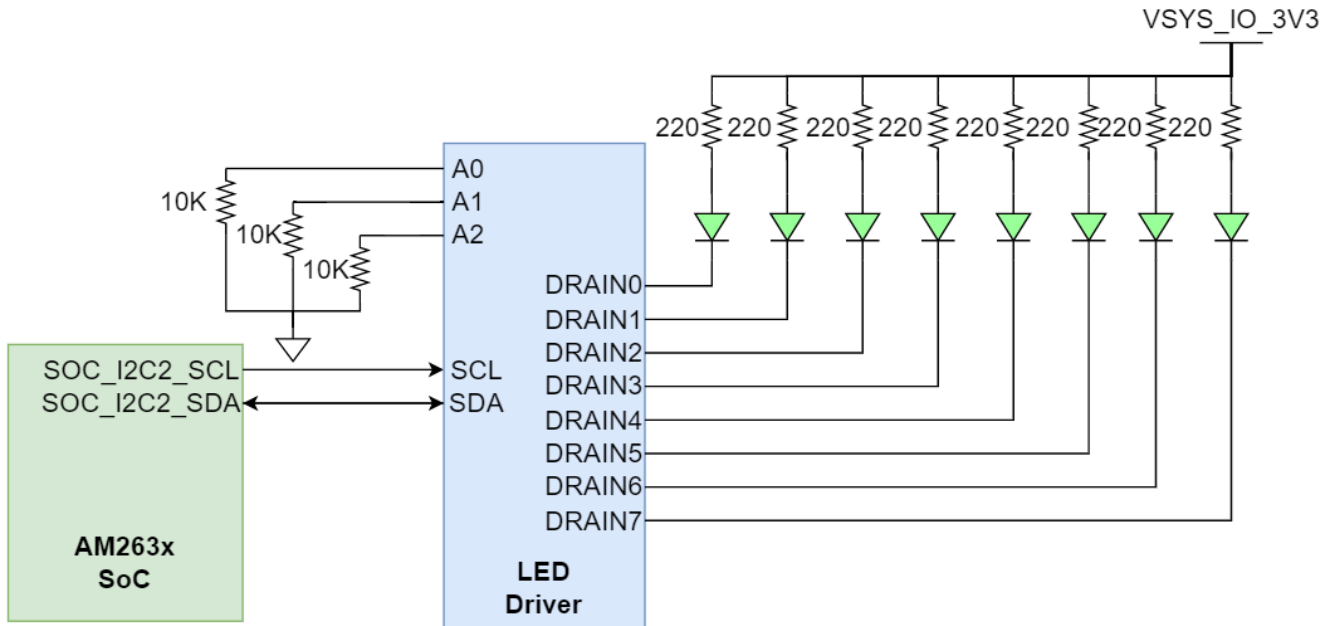 VSYS_IO_3V3
220 220 220 220 220 220 220 220
A0
10K
A1
10K
A2
10K
DRAIN0
DRAIN1
DRAIN2
SOC_I2C2_SCL
SCL
DRAIN3
SOC_I2C2_SDA
SDA
DRAIN4
DRAIN5
DRAIN6
DRAIN7
AM263x
SoC
LED
Driver